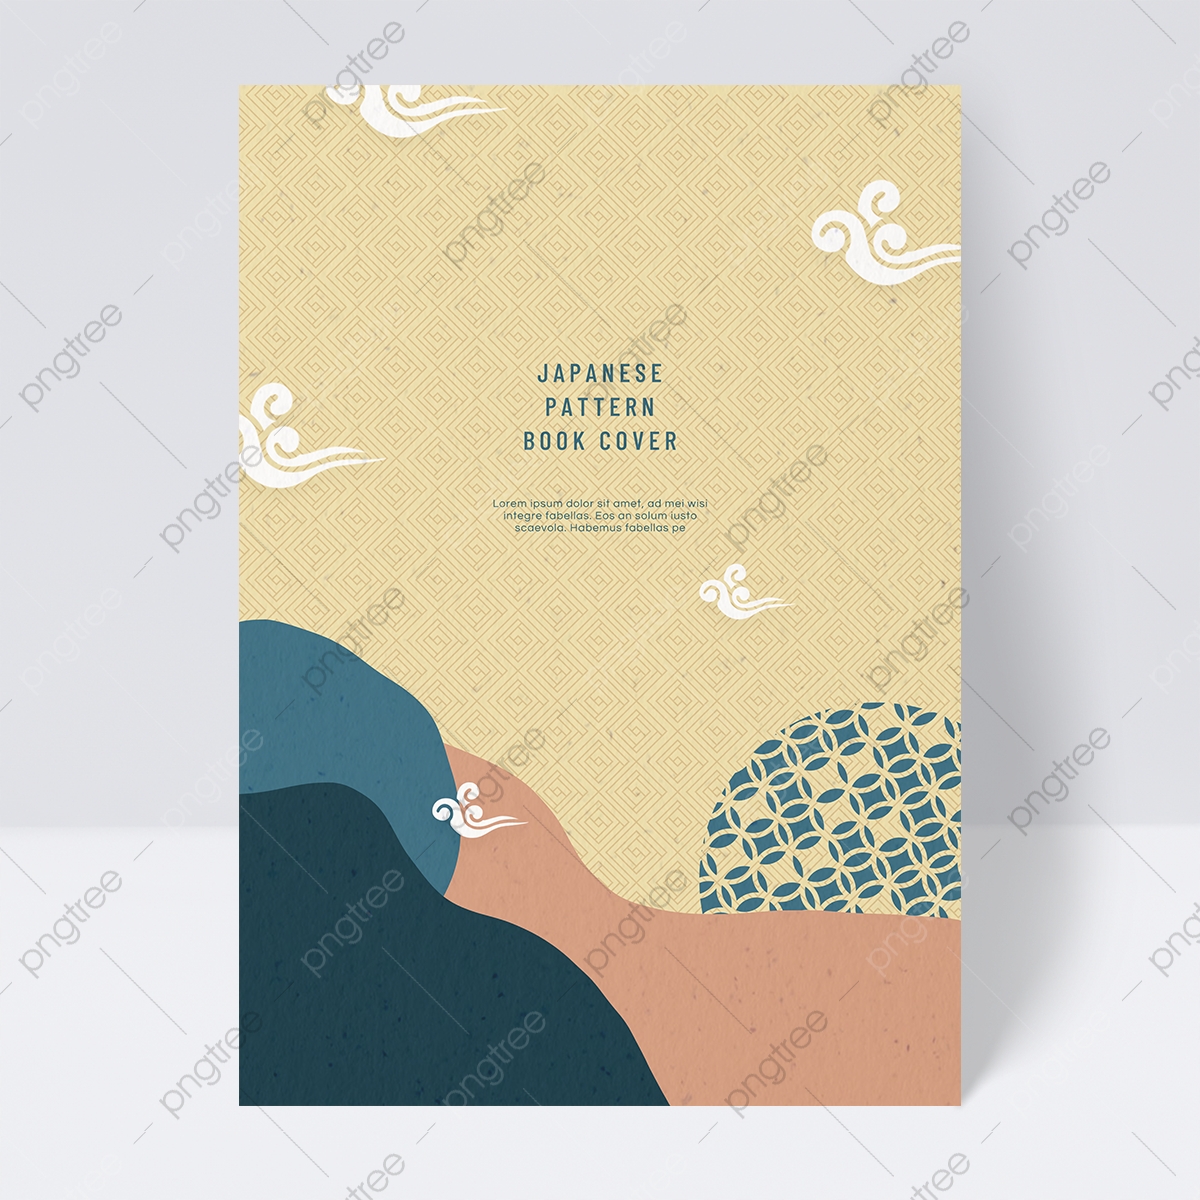 JAPANESE
PATTERN
BOOK COVER
Lorem ipsum dolor sit amet, ad mei wisi
integre fabellas. Eos an solum iusto
scaevola. Habemus fabellas pe
pngtree